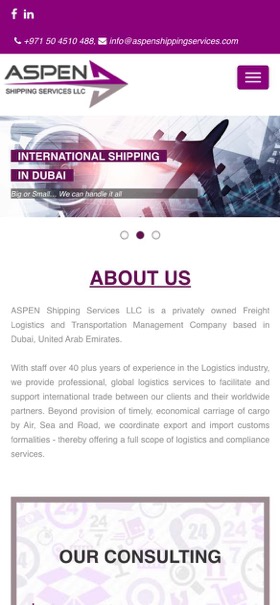 +971 50 4510 488, info@aspenshippingservices.com
ASPEN
SHIPPING SERVICES LLC
INTERNATIONAL SHIPPING
IN DUBAI
Big or Small... We can handle it all
ABOUT US
ASPEN Shipping Services LLC is a privately owned Freight
Logistics and Transportation Management Company based in
Dubai, United Arab Emirates.
With staff over 40 plus years of experience in the Logistics industry,
we provide professional, global logistics services to facilitate and
support international trade between our clients and their worldwide
partners. Beyond provision of timely, economical carriage of cargo
by Air, Sea and Road, we coordinate export and import customs
formalities - thereby offering a full scope of logistics and compliance
services.
OUR CONSULTING